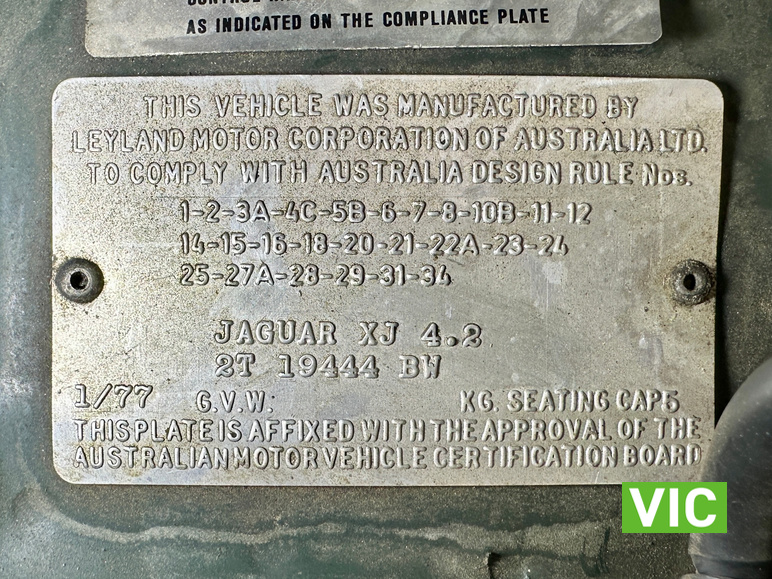 AS INDICATED ON THE COMPLIANCE PLATE
THIS VEHICLE WAS MANUFACTURED BY
LEYLAND MOTOR CORPORATION OF AUSTRALIA LTD.
TO COMPLY WITH AUSTRALIA DESIGN RULE Nos.
1-2-3A-4C-5B-6-7-8-10B-11-12
14-15-16-18-20-21-22A-23-24
25-27A-28-29-31-34
JAGUAR XJ 4.2
2T 19444 BW
1/77 G.V.W: KG. SEATING CAP5
THIS PLATE IS AFFIXED WITH THE APPROVAL OF THE
AUSTRALIAN MOTOR VEHICLE CERTIFICATION BOARD
VIC